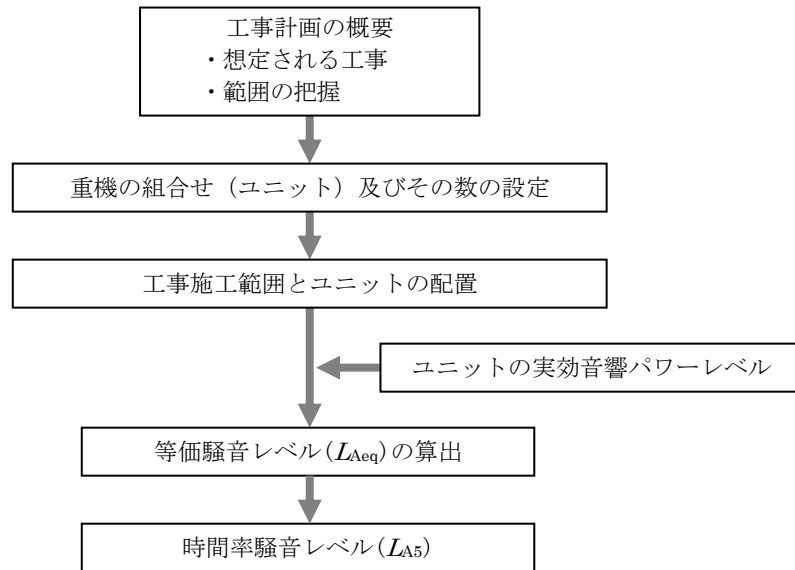 工事計画の概要
・想定される工事
・範囲の把握
重機の組合せ（ユニット）及びその数の設定
工事施工範囲とユニットの配置
ユニットの実効音響パワーレベル
等価騒音レベル(LAeq)の算出
時間率騒音レベル(LA5)